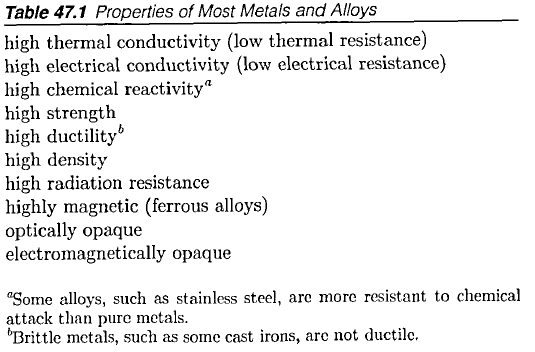 Table 47.1 Properties of Most Metals and Alloys
high thermal conductivity (low thermal resistance)
high electrical conductivity (low electrical resistance)
high chemical reactivity^a
high strength
high ductility^b
high density
high radiation resistance
highly magnetic (ferrous alloys)
optically opaque
electromagnetically opaque
^aSome alloys, such as stainless steel, are more resistant to chemical
attack than pure metals.
^bBrittle metals, such as some cast irons, are not ductile.